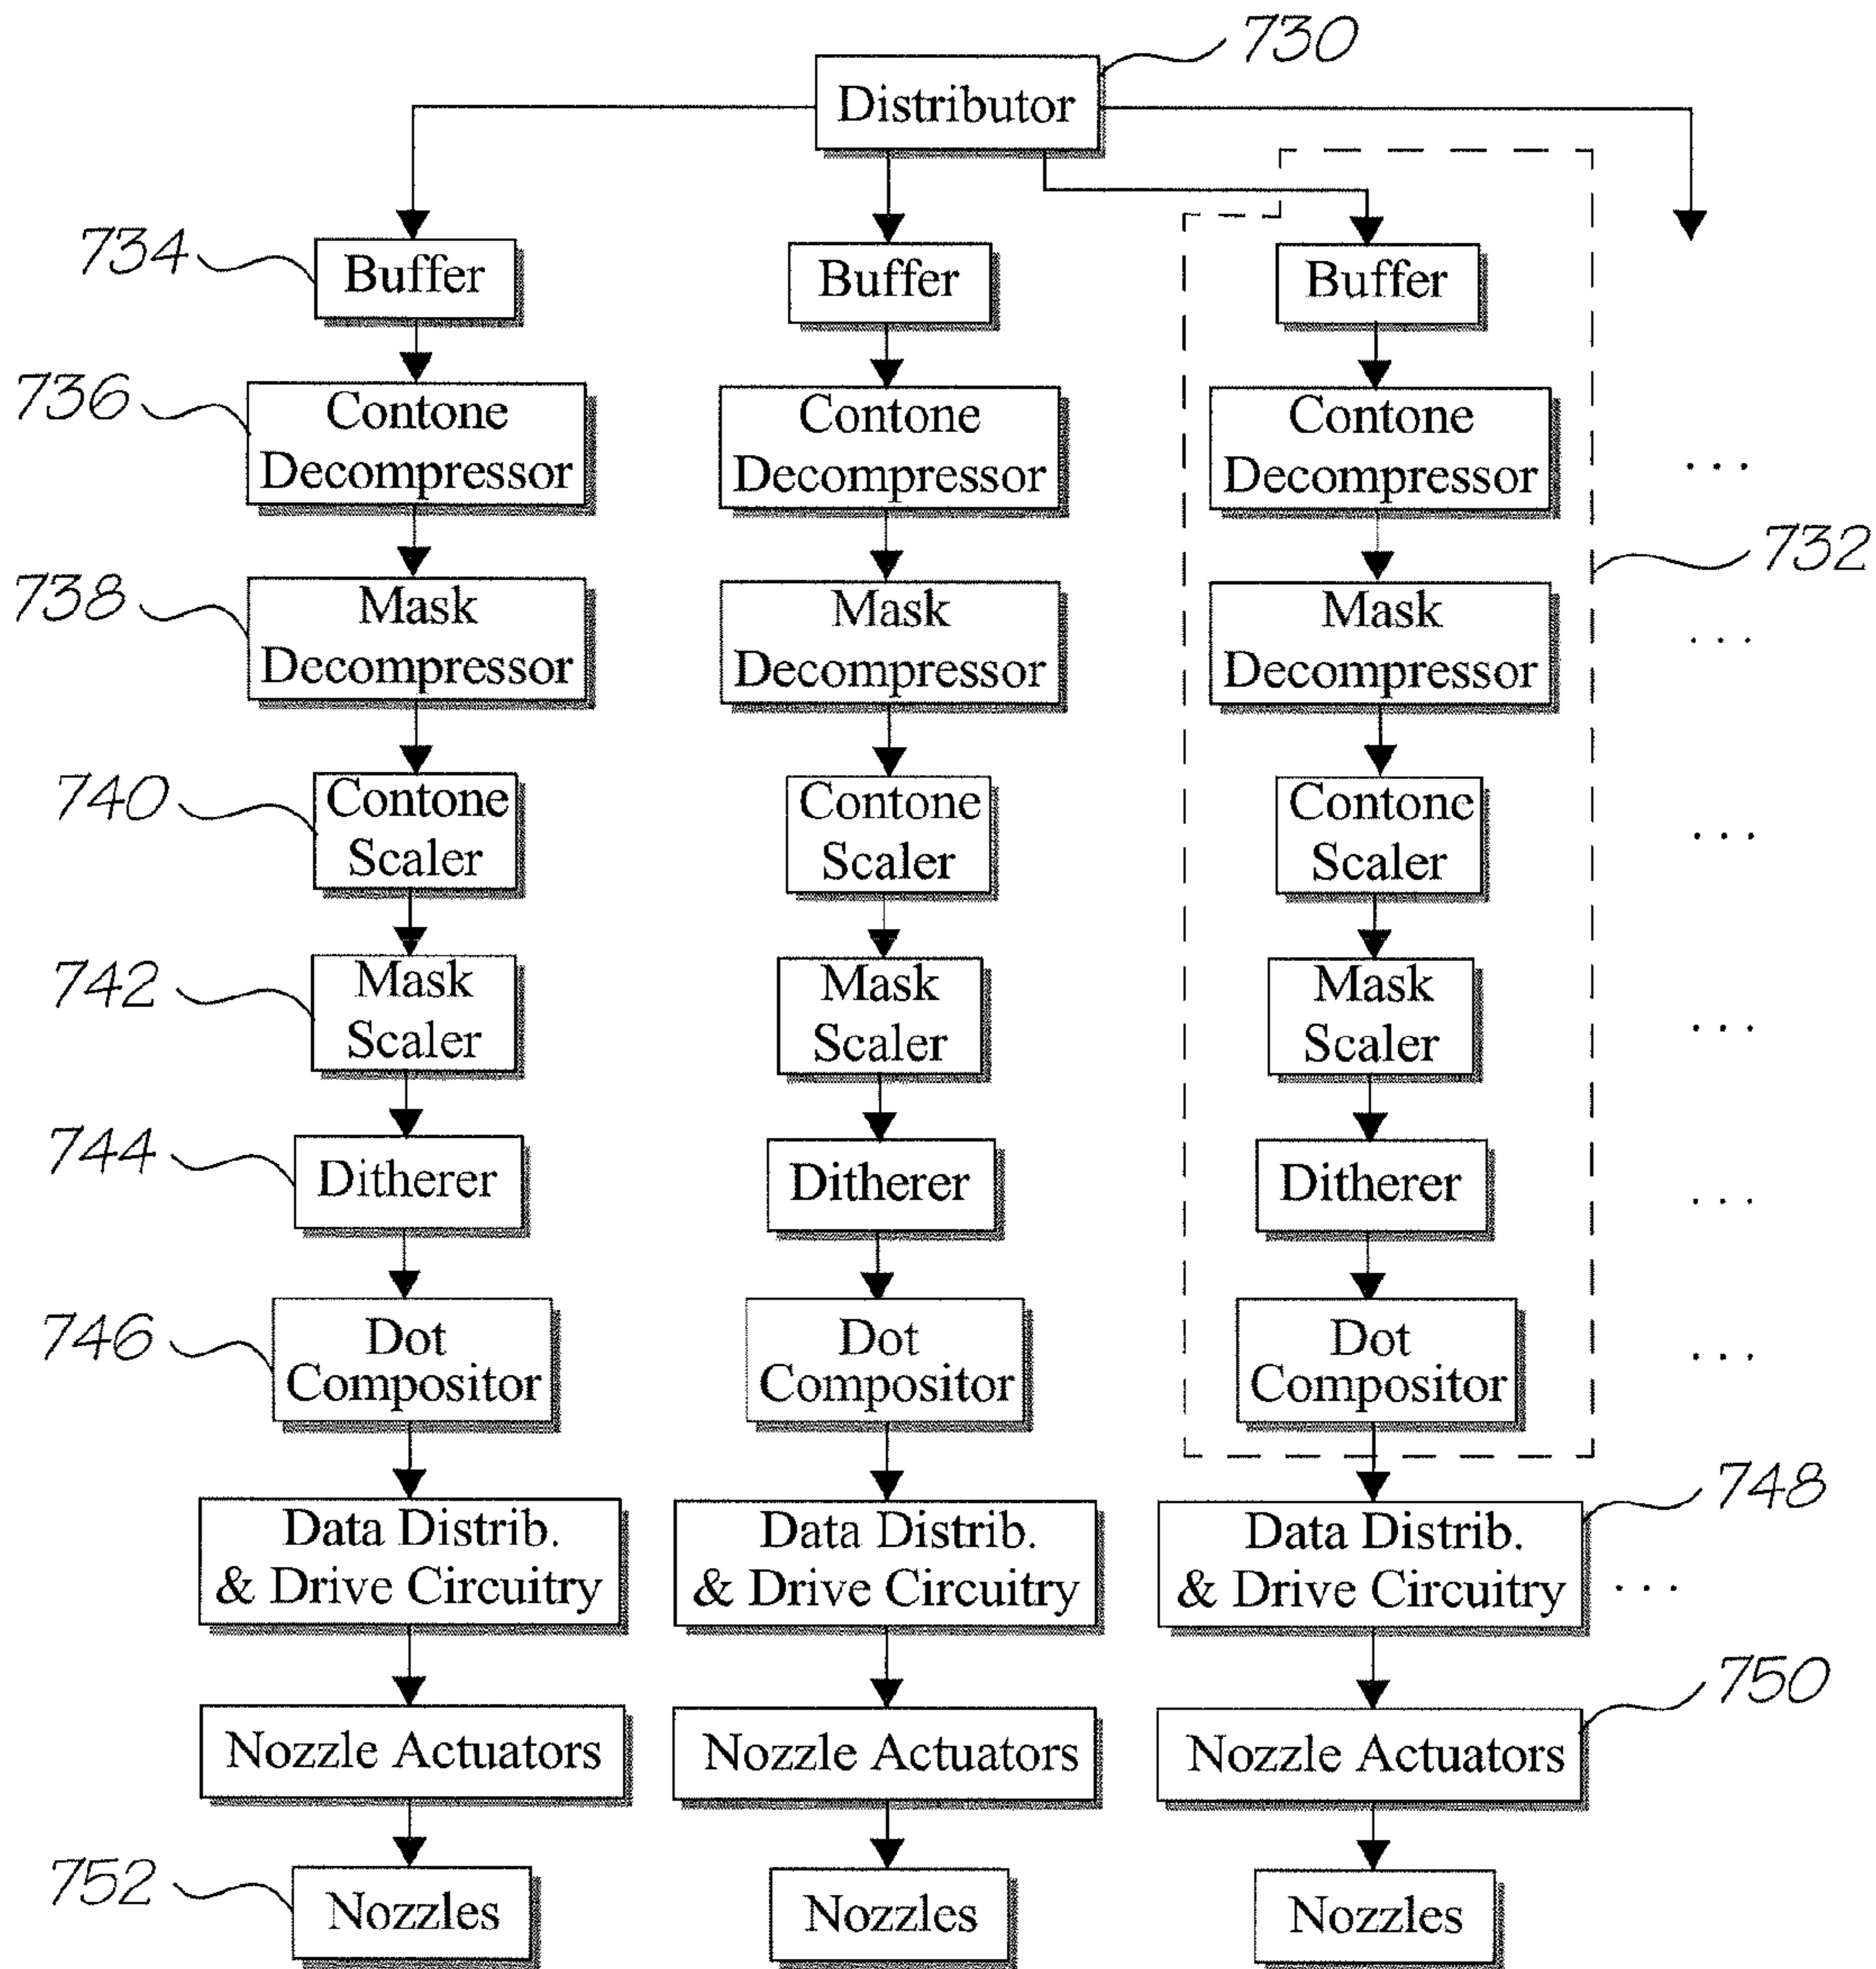 730
Distributor
734
Buffer
Buffer
Buffer
736
Contone
Decompressor
Contone
Decompressor
Contone
Decompressor
...
732
738
Mask
Decompressor
Mask
Decompressor
Mask
Decompressor
...
740
Contone
Scaler
Contone
Scaler
Contone
Scaler
...
742
Mask
Scaler
Mask
Scaler
Mask
Scaler
...
744
Ditherer
Ditherer
Ditherer
...
746
Dot
Compositor
Dot
Compositor
Dot
Compositor
...
748
Data Distrib.
& Drive Circuitry
Data Distrib.
& Drive Circuitry
Data Distrib.
& Drive Circuitry
...
750
Nozzle Actuators
Nozzle Actuators
Nozzle Actuators
752
Nozzles
Nozzles
Nozzles